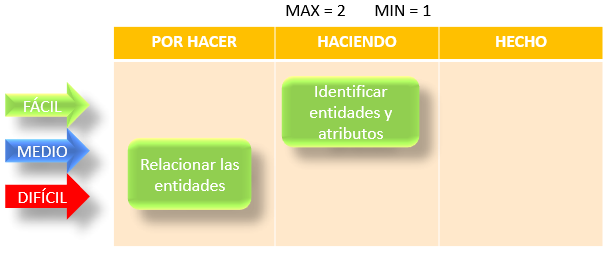 MAX = 2 MIN = 1
POR HACER HACIENDO HECHO
FÁCIL
MEDIO
DIFÍCIL
Relacionar las
entidades
Identificar
entidades y
atributos